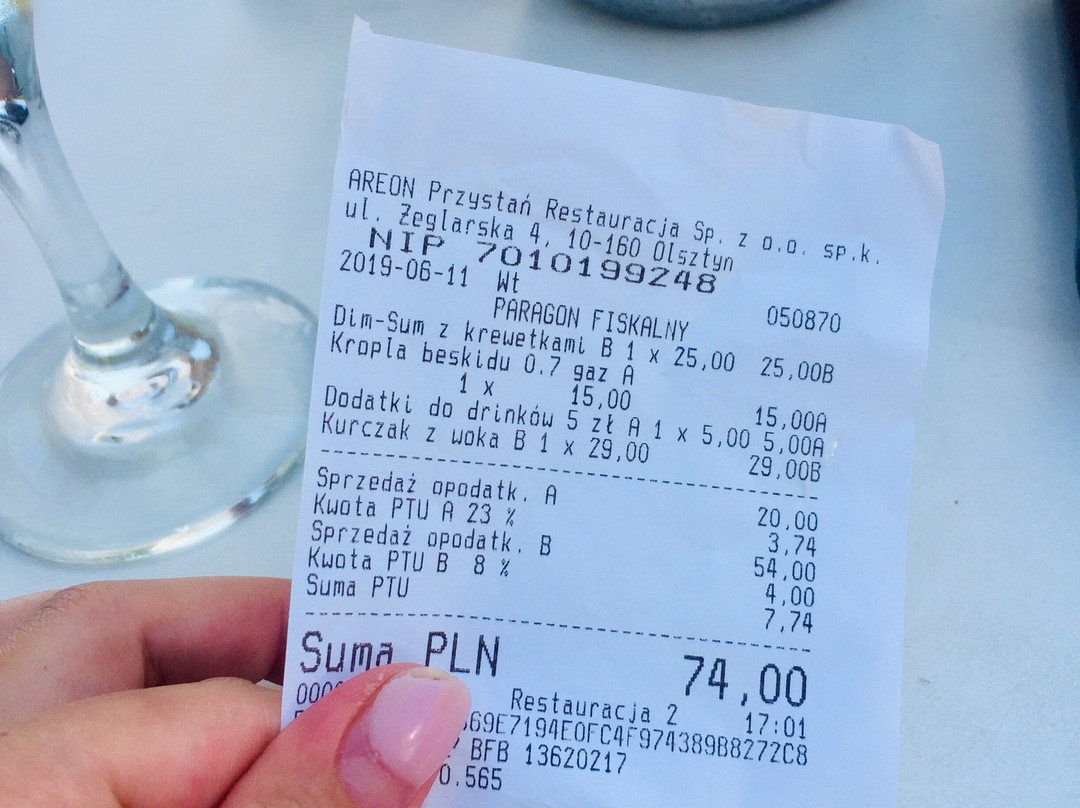 AREON Przystań Restauracja Sp. z o.o. sp.k.
ul. Żeglarska 4, 10-160 Olsztyn
NIP 7010199248
2019-06-11 Wt 050870
PARAGON FISKALNY
Dim-Sum z krewetkami B 1 x 25,00 25,00B
Kropla beskidu 0.7 gaz A
1 x 15,00 15,00A
Dodatki do drinków 5 zł A 1 x 5,00 5,00A
Kurczak z woka B 1 x 29,00 29,00B
Sprzedaż opodatk. A 20,00
Kwota PTU A 23 % 3,74
Sprzedaż opodatk. B 54,00
Kwota PTU B 8 % 4,00
Suma PTU 7,74
Suma PLN 74,00
Restauracja 2 17:01
69E7194E0FC4F974389B8272C8
BFB 13620217
0.565